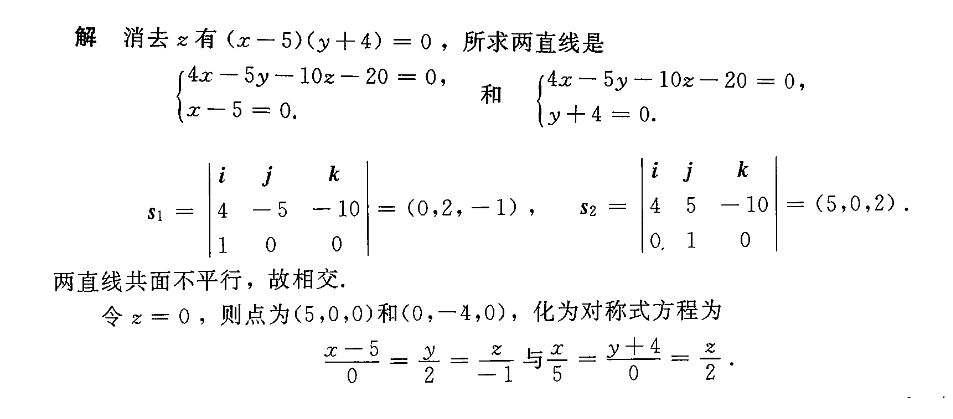 解 消去 z 有 (x－5)(y＋4) = 0 , 所求两直线是
{4x－5y－10z－20 = 0, x－5 = 0. 和 {4x－5y－10z－20 = 0, y＋4 = 0.
s₁ = |i j k; 4 －5 －10; 1 0 0| = (0,2,－1) , s₂ = |i j k; 4 5 －10; 0. 1 0| = (5,0,2) .
两直线共面不平行，故相交.
令 z = 0 , 则点为(5,0,0)和(0,－4,0), 化为对称式方程为
(x－5)/0 = y/2 = z/(－1) 与 x/5 = (y＋4)/0 = z/2 .